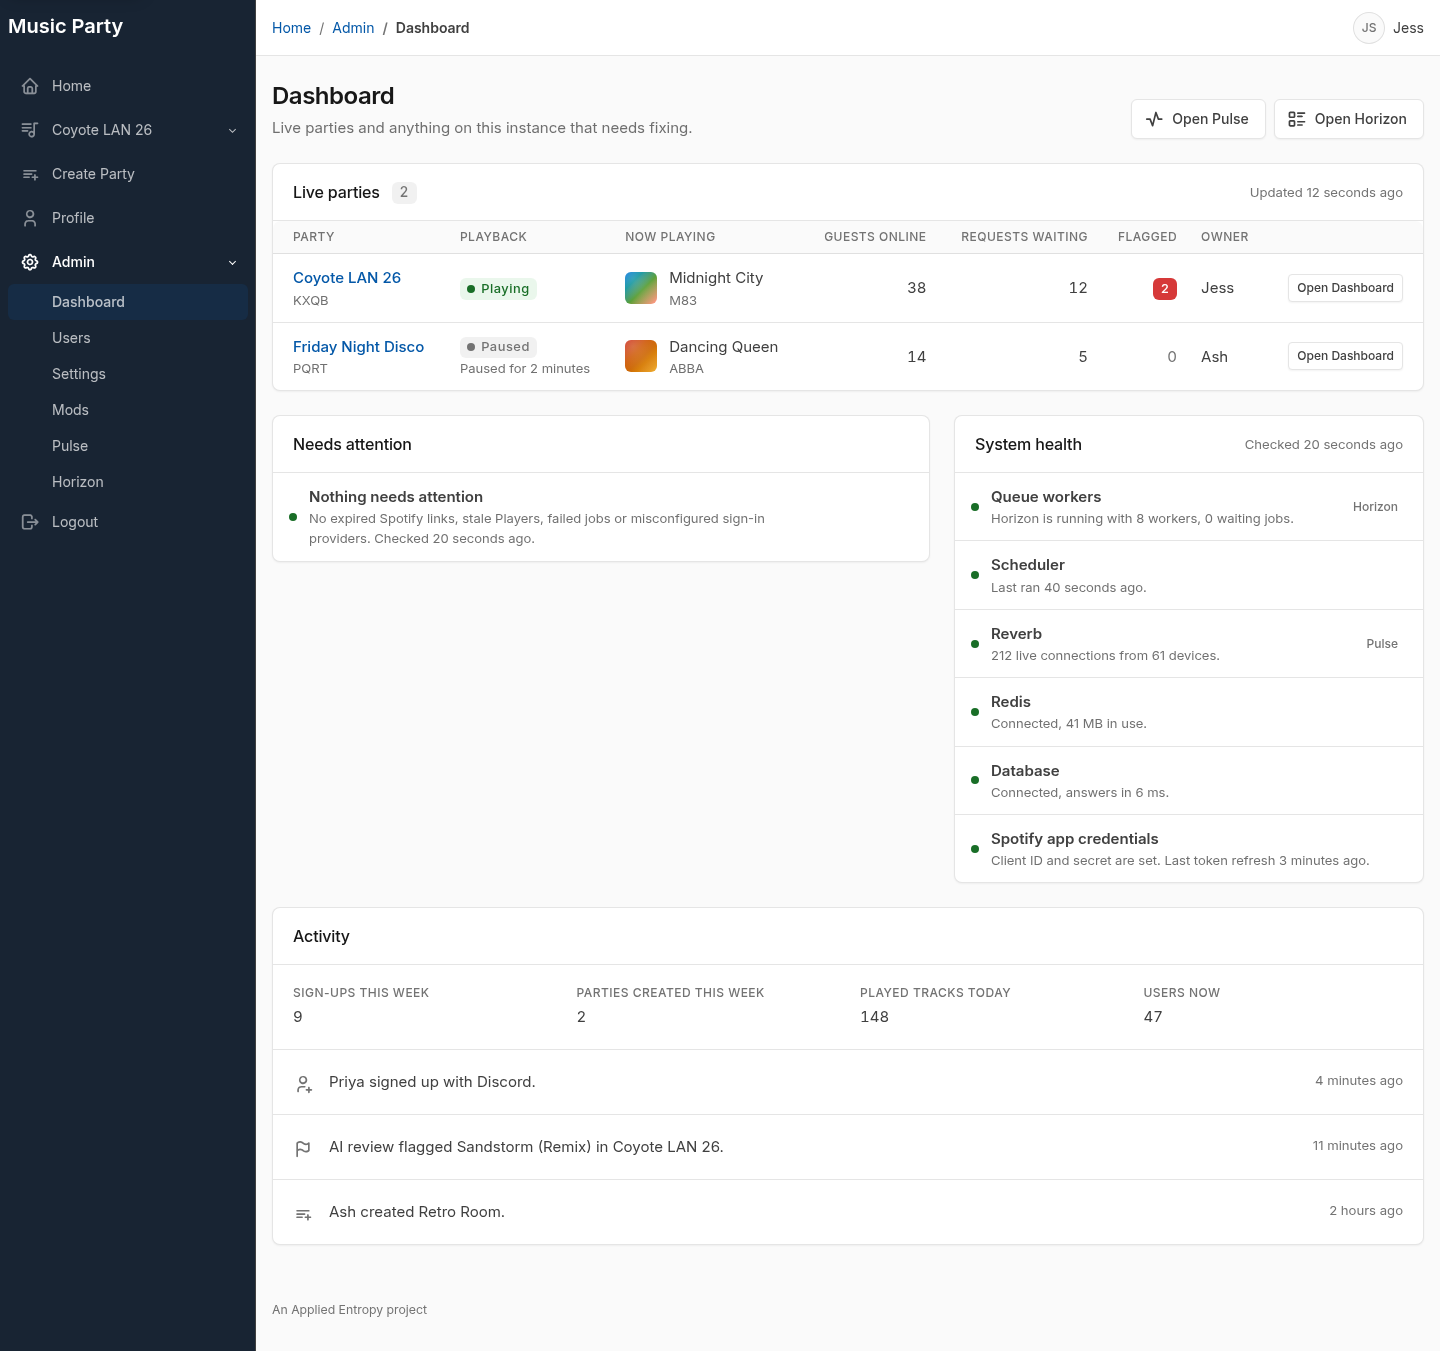 Music Party
Home
Coyote LAN 26
Create Party
Profile
Admin
Dashboard
Users
Settings
Mods
Pulse
Horizon
Logout
Home / Admin / Dashboard
JS Jess
Dashboard
Live parties and anything on this instance that needs fixing.
Open Pulse
Open Horizon
Live parties 2
Updated 12 seconds ago
PARTY PLAYBACK NOW PLAYING GUESTS ONLINE REQUESTS WAITING FLAGGED OWNER
Coyote LAN 26 Playing Midnight City 38 12 2 Jess Open Dashboard
KXQB M83
Friday Night Disco Paused Dancing Queen 14 5 0 Ash Open Dashboard
PQRT Paused for 2 minutes ABBA
Needs attention
Nothing needs attention
No expired Spotify links, stale Players, failed jobs or misconfigured sign-in
providers. Checked 20 seconds ago.
System health
Checked 20 seconds ago
Queue workers
Horizon is running with 8 workers, 0 waiting jobs.
Horizon
Scheduler
Last ran 40 seconds ago.
Reverb
212 live connections from 61 devices.
Pulse
Redis
Connected, 41 MB in use.
Database
Connected, answers in 6 ms.
Spotify app credentials
Client ID and secret are set. Last token refresh 3 minutes ago.
Activity
SIGN-UPS THIS WEEK PARTIES CREATED THIS WEEK PLAYED TRACKS TODAY USERS NOW
9 2 148 47
Priya signed up with Discord. 4 minutes ago
AI review flagged Sandstorm (Remix) in Coyote LAN 26. 11 minutes ago
Ash created Retro Room. 2 hours ago
An Applied Entropy project